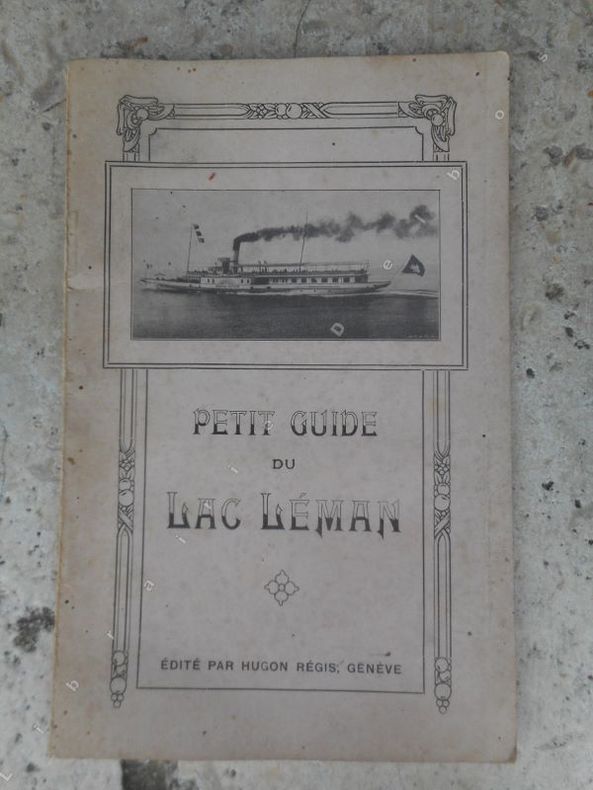 PETIT GUIDE
DU
LAC LÉMAN
ÉDITÉ PAR HUGON RÉGIS, GENÈVE